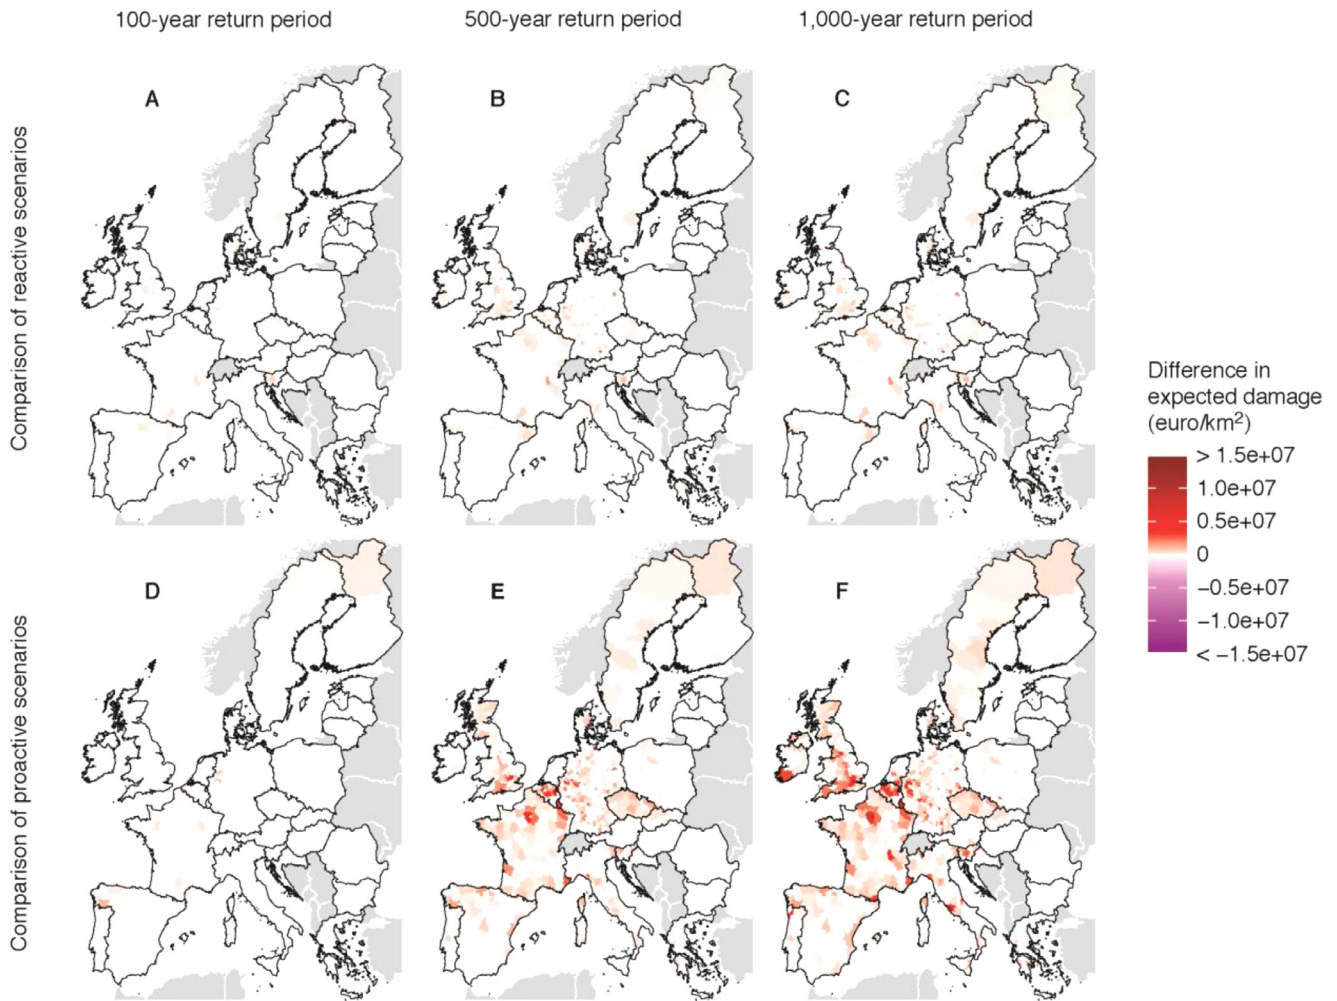 100-year return period
500-year return period
1,000-year return period
Comparison of reactive scenarios
A
B
C
Difference in
expected damage
(euro/km²)
> 1.5e+07
1.0e+07
0.5e+07
0
−0.5e+07
−1.0e+07
< −1.5e+07
Comparison of proactive scenarios
D
E
F